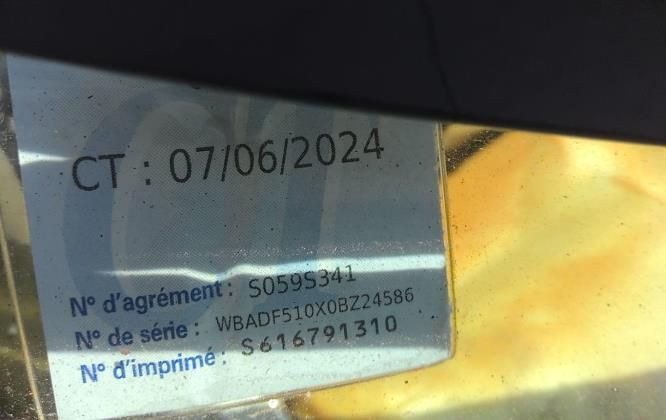 CT : 07/06/2024
N° d'agrément : S059S341
N° de série : WBADF510X0BZ24586
N° d'imprimé : S616791310